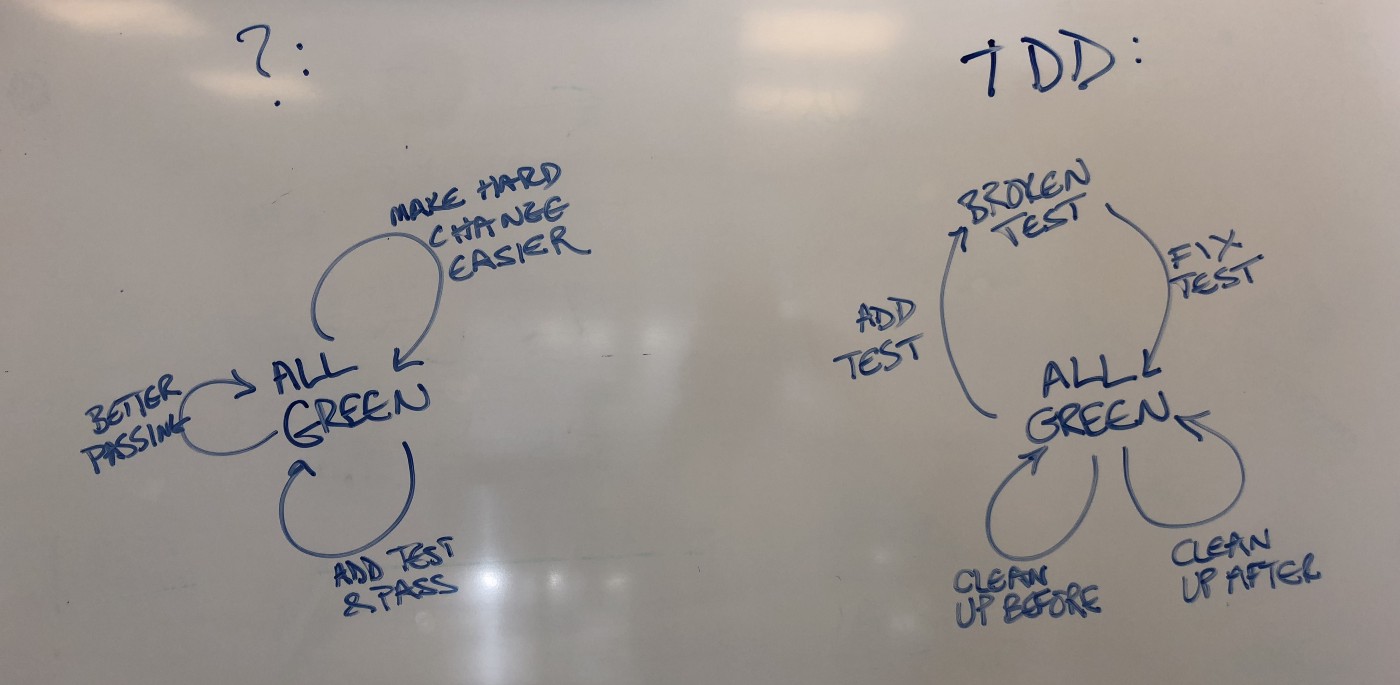 ?:
MAKE HARD
CHANGE
EASIER
BETTER
PASSING
ALL
GREEN
ADD TEST
& PASS
TDD:
BROKEN
TEST
FIX
TEST
ADD
TEST
ALL
GREEN
CLEAN
UP BEFORE
CLEAN
UP AFTER